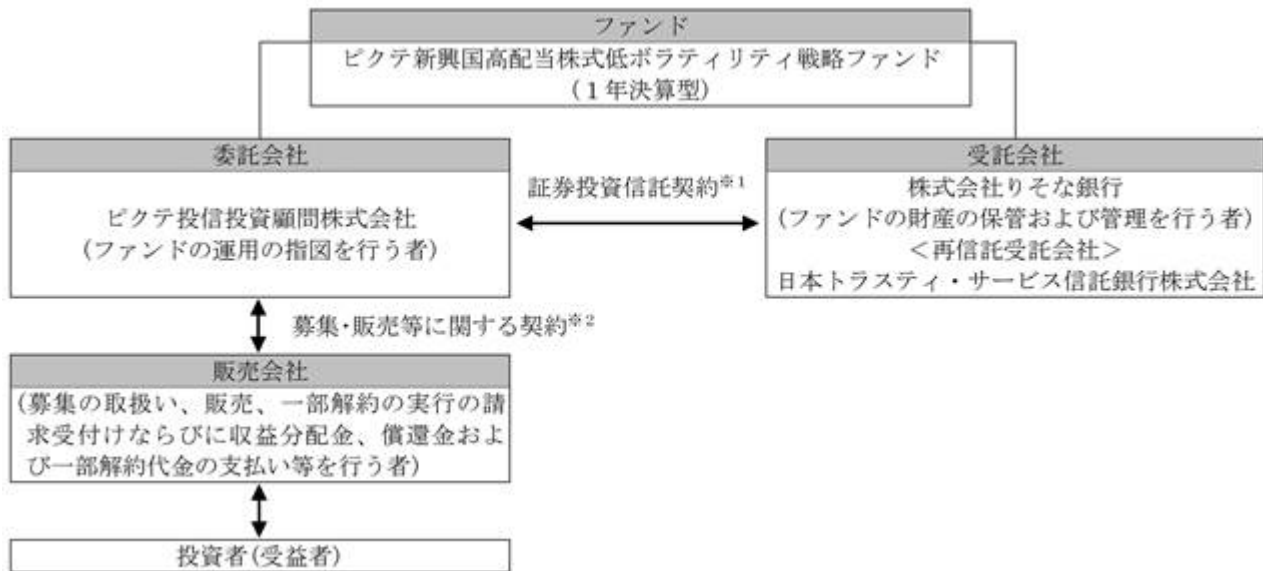 ファンド
ピクテ新興国高配当株式低ボラティリティ戦略ファンド
(1年決算型)
委託会社
ピクテ投信投資顧問株式会社
(ファンドの運用の指図を行う者)
証券投資信託契約※1
受託会社
株式会社りそな銀行
(ファンドの財産の保管および管理を行う者)
＜再信託受託会社＞
日本トラスティ・サービス信託銀行株式会社
募集・販売等に関する契約※2
販売会社
(募集の取扱い、販売、一部解約の実行の請
求受付けならびに収益分配金、償還金およ
び一部解約代金の支払い等を行う者)
投資者(受益者)